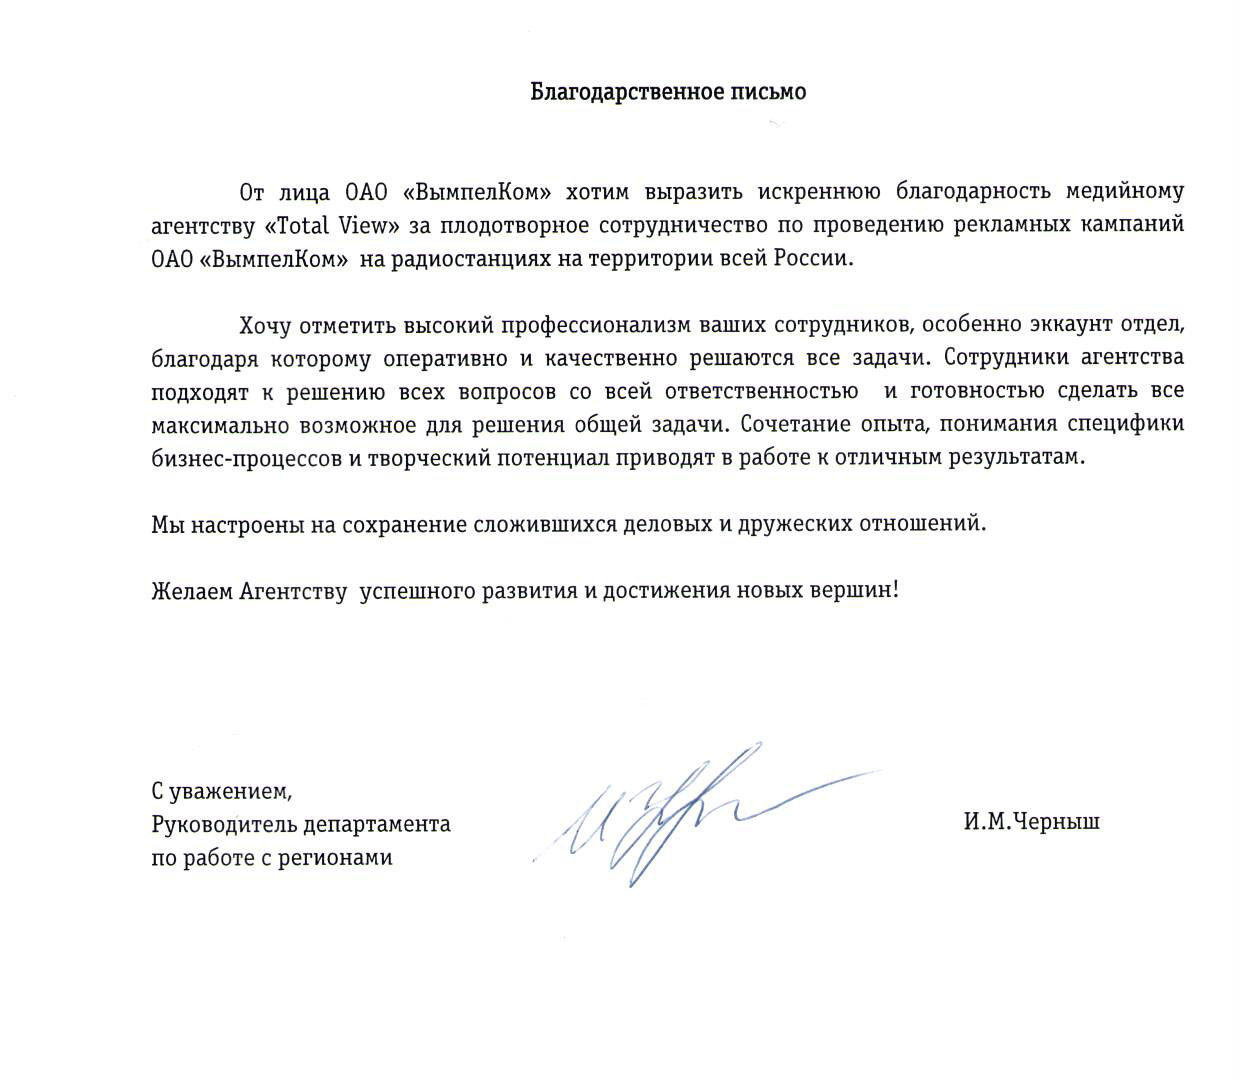 Благодарственное письмо
От лица ОАО «ВымпелКом» хотим выразить искреннюю благодарность медийному
агентству «Total View» за плодотворное сотрудничество по проведению рекламных кампаний
ОАО «ВымпелКом» на радиостанциях на территории всей России.
Хочу отметить высокий профессионализм ваших сотрудников, особенно эккаунт отдел,
благодаря которому оперативно и качественно решаются все задачи. Сотрудники агентства
подходят к решению всех вопросов со всей ответственностью и готовностью сделать все
максимально возможное для решения общей задачи. Сочетание опыта, понимания специфики
бизнес-процессов и творческий потенциал приводят в работе к отличным результатам.
Мы настроены на сохранение сложившихся деловых и дружеских отношений.
Желаем Агентству успешного развития и достижения новых вершин!
С уважением,
Руководитель департамента
по работе с регионами
И.М.Черныш